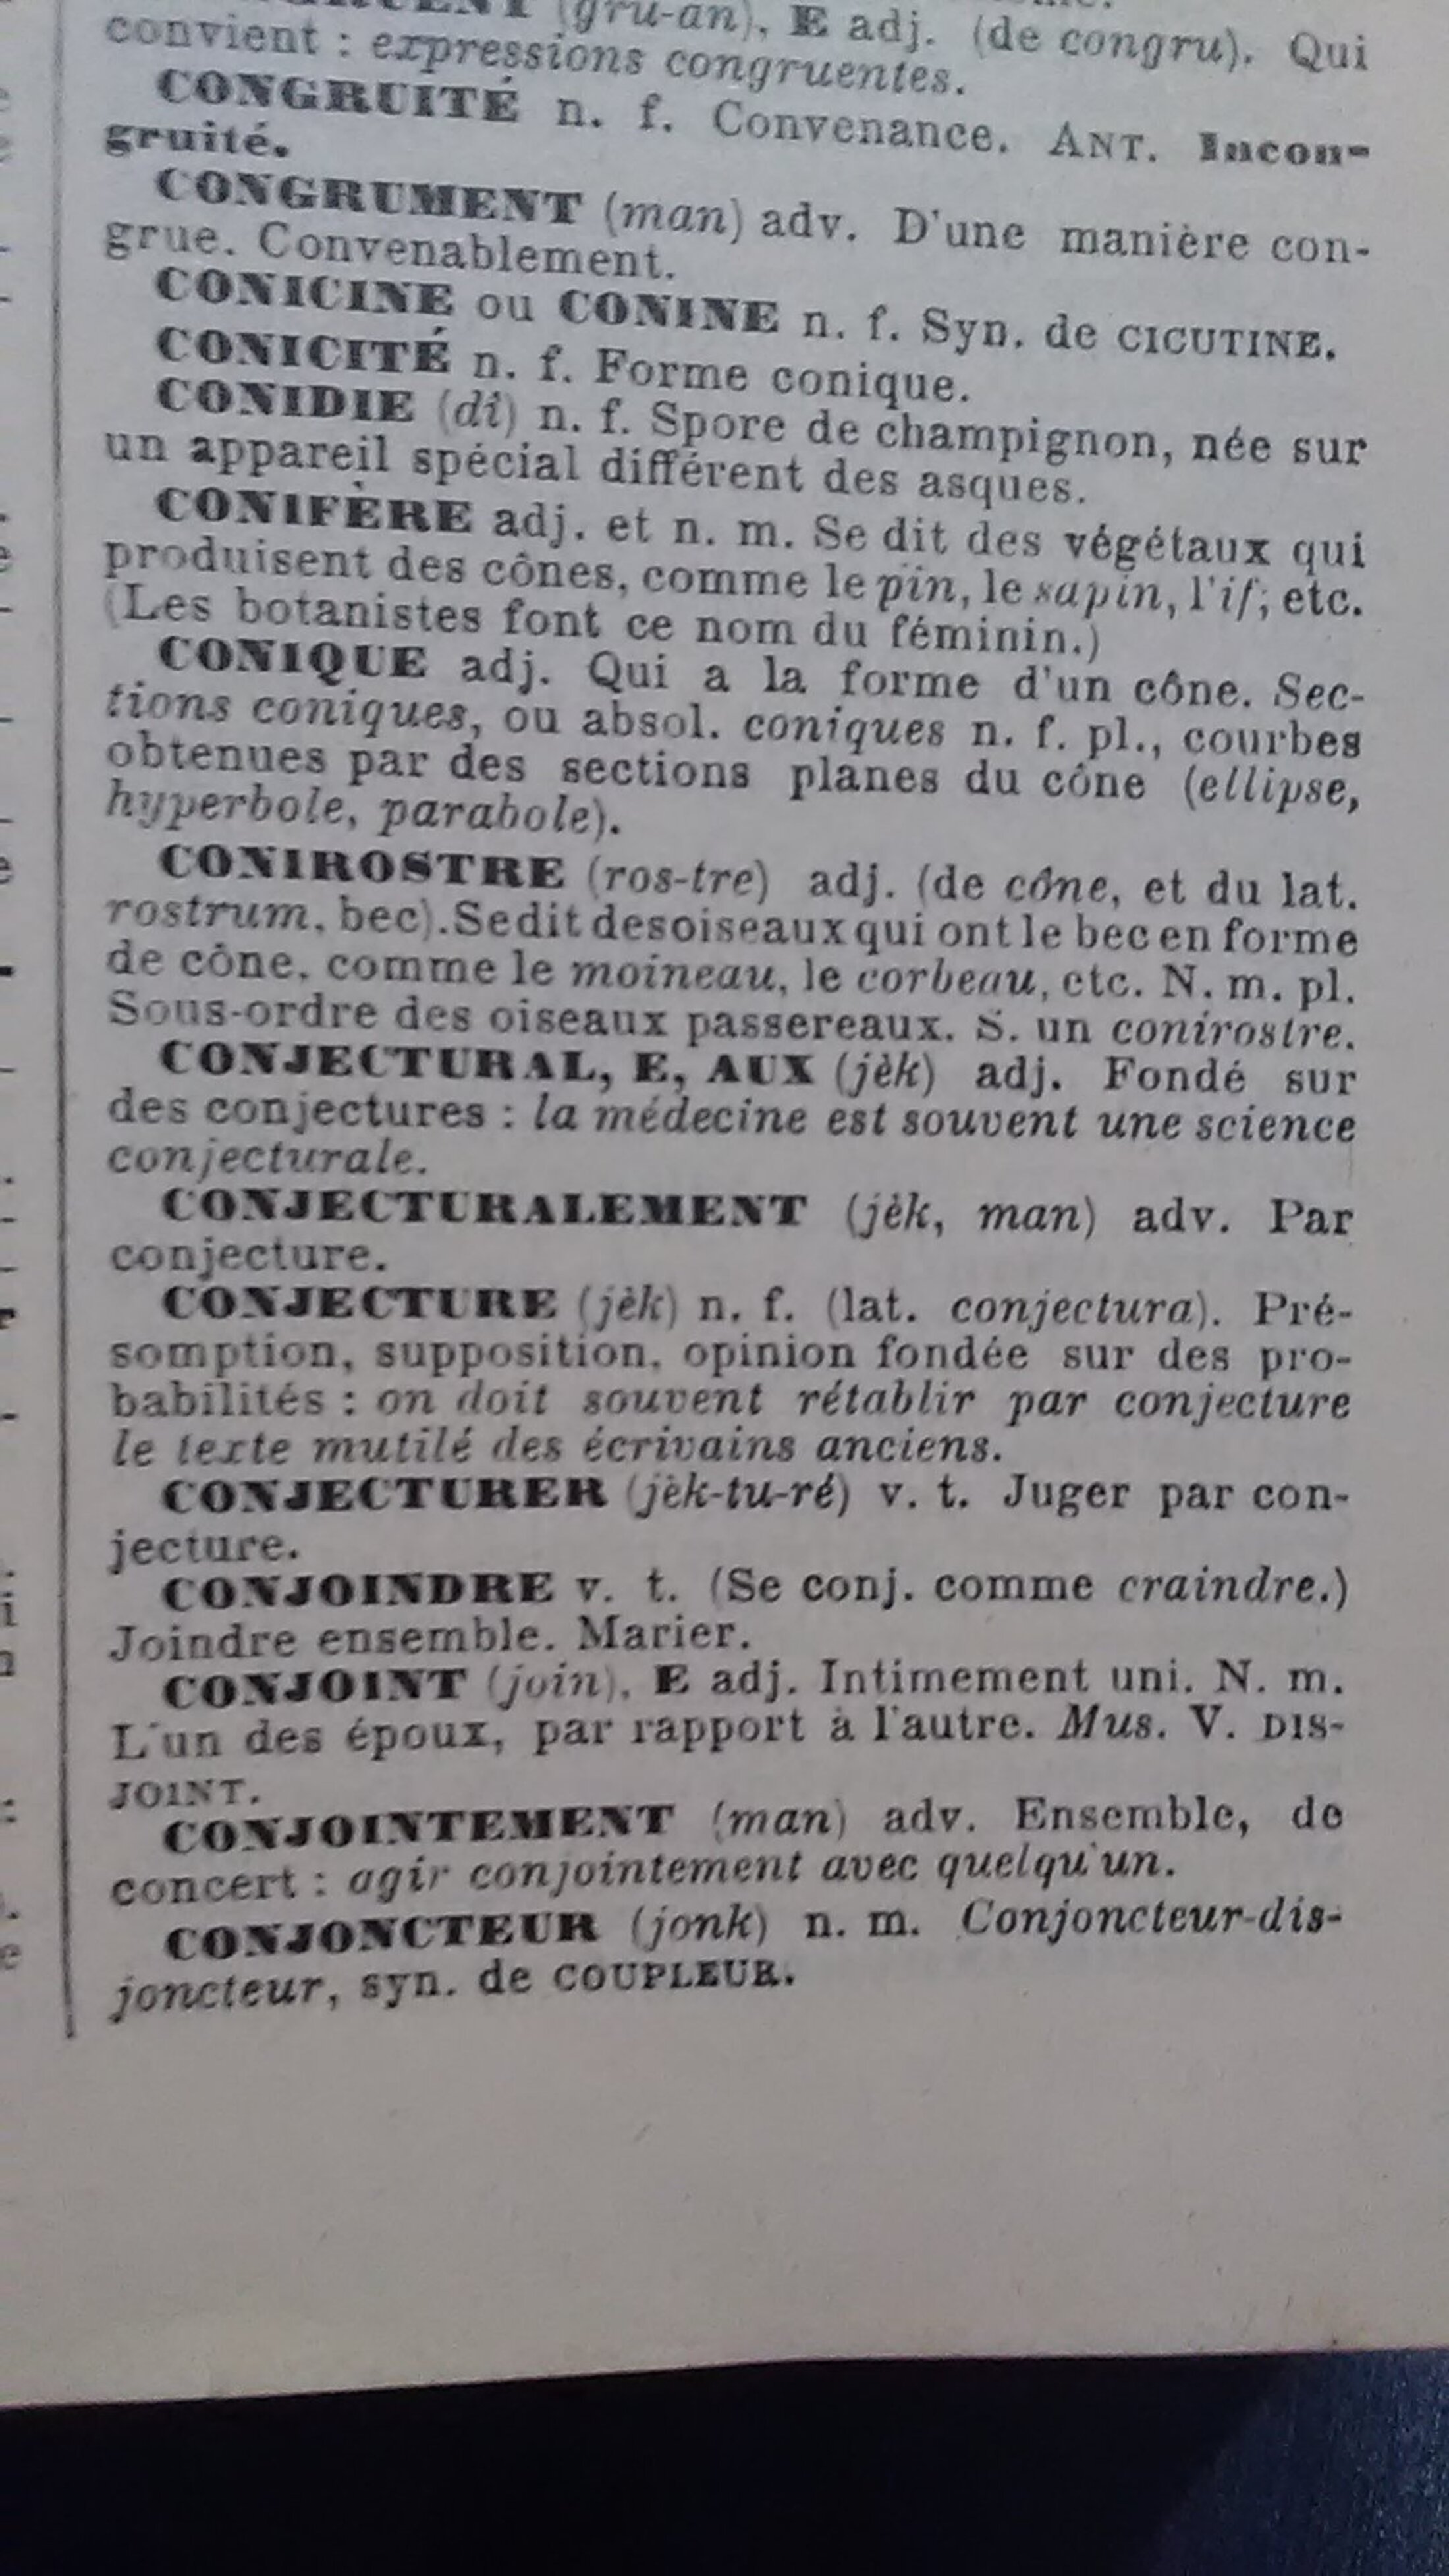 (gru-an), E adj. (de congru). Qui
convient : expressions congruentes.
CONGRUITÉ n. f. Convenance. ANT. Incon-
gruité.
CONGRUMENT (man) adv. D'une manière con-
grue. Convenablement.
CONICINE ou CONINE n. f. Syn. de CICUTINE.
CONICITÉ n. f. Forme conique.
CONIDIE (dî) n. f. Spore de champignon, née sur
un appareil spécial différent des asques.
CONIFÈRE adj. et n. m. Se dit des végétaux qui
produisent des cônes, comme le pin, le sapin, l'if, etc.
(Les botanistes font ce nom du féminin.)
CONIQUE adj. Qui a la forme d'un cône. Sec-
tions coniques, ou absol. coniques n. f. pl., courbes
obtenues par des sections planes du cône (ellipse,
hyperbole, parabole).
CONIROSTRE (ros-tre) adj. (de cône, et du lat.
rostrum, bec). Se dit des oiseaux qui ont le bec en forme
de cône, comme le moineau, le corbeau, etc. N. m. pl.
Sous-ordre des oiseaux passereaux. S. un conirostre.
CONJECTURAL, E, AUX (jèk) adj. Fondé sur
des conjectures : la médecine est souvent une science
conjecturale.
CONJECTURALEMENT (jèk, man) adv. Par
conjecture.
CONJECTURE (jèk) n. f. (lat. conjectura). Pré-
somption, supposition, opinion fondée sur des pro-
babilités : on doit souvent rétablir par conjecture
le texte mutilé des écrivains anciens.
CONJECTURER (jèk-tu-ré) v. t. Juger par con-
jecture.
CONJOINDRE v. t. (Se conj. comme craindre.)
Joindre ensemble. Marier.
CONJOINT (join), E adj. Intimement uni. N. m.
L'un des époux, par rapport à l'autre. Mus. V. DIS-
JOINT.
CONJOINTEMENT (man) adv. Ensemble, de
concert : agir conjointement avec quelqu'un.
CONJONCTEUR (jonk) n. m. Conjoncteur-dis-
joncteur, syn. de COUPLEUR.